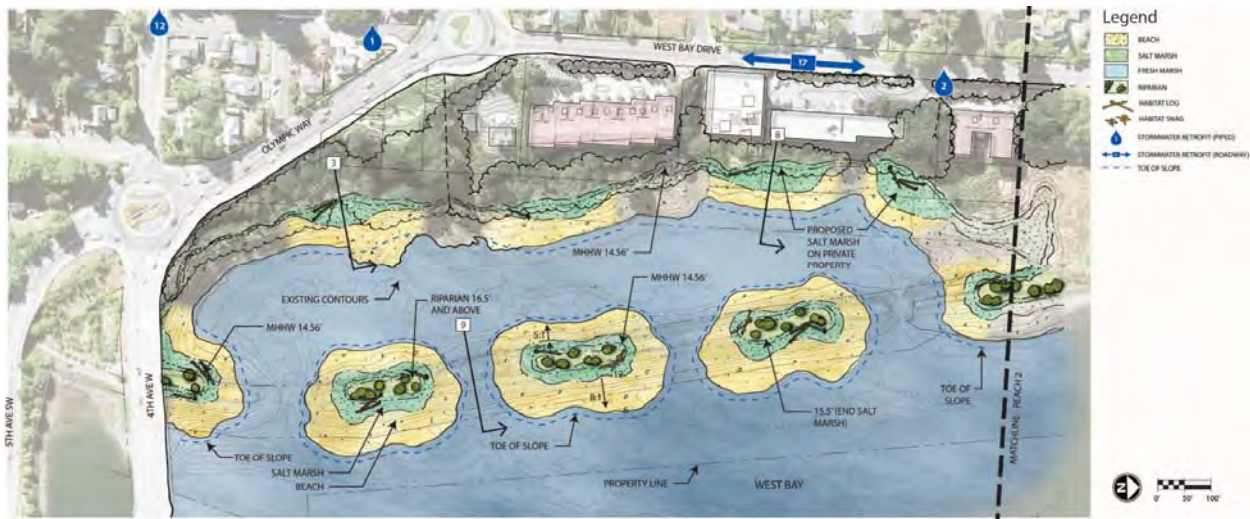 12
1
WEST BAY DRIVE
17
2
OLYMPIC WAY
3
8
PROPOSED
SALT MARSH
ON PRIVATE
PROPERTY
MHHW 14.56'
MHHW 14.56'
EXISTING CONTOURS
RIPARIAN 16.5'
AND ABOVE
9
MHHW 14.56'
5:1
8:1
5TH AVE SW
4TH AVE W
TOE OF SLOPE
SALT MARSH
BEACH
TOE OF SLOPE
15.5' (END SALT
MARSH)
TOE OF
SLOPE
MATCHLINE - REACH 2
PROPERTY LINE
WEST BAY
Legend
BEACH
SALT MARSH
FRESH MARSH
RIPARIAN
HABITAT LOG
HABITAT SNAG
1
STORMWATER RETROFIT (PIPED)
STORMWATER RETROFIT (ROADWAY)
TOE OF SLOPE
N
0' 50' 100'